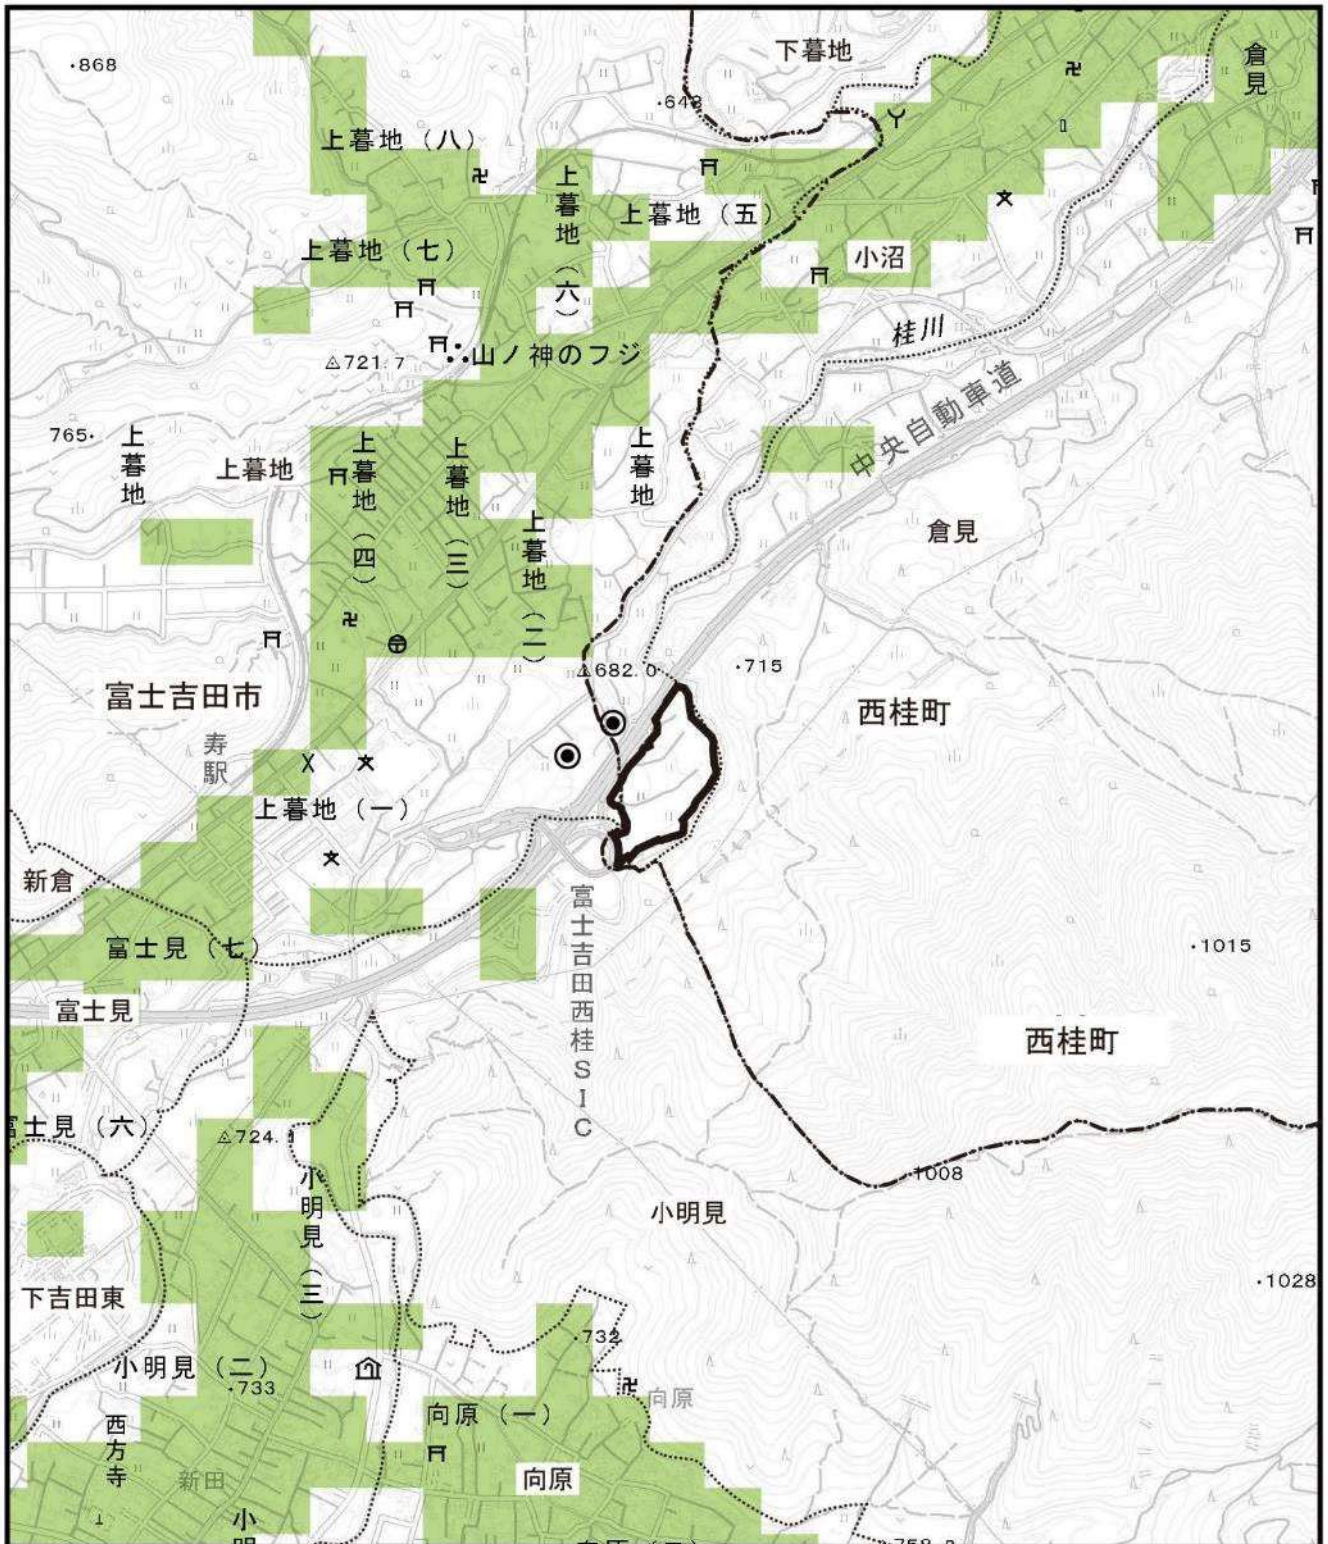 下暮地
倉見
868
648
上暮地（八）
上暮地（六）
上暮地（五）
上暮地（七）
小沼
桂川
山ノ神のフジ
721.7
中央自動車道
765
上暮地
上暮地
上暮地（四）
上暮地（三）
上暮地
上暮地（二）
倉見
682.0
715
富士吉田市
西桂町
寿駅
上暮地（一）
新倉
富士吉田西桂SIC
富士見（七）
1015
富士見
西桂町
富士見（六）
724.
小明見（三）
1008
小明見
1028
下吉田東
732
小明見（二）
733
向原
向原（一）
西方寺
新田
向原
小明